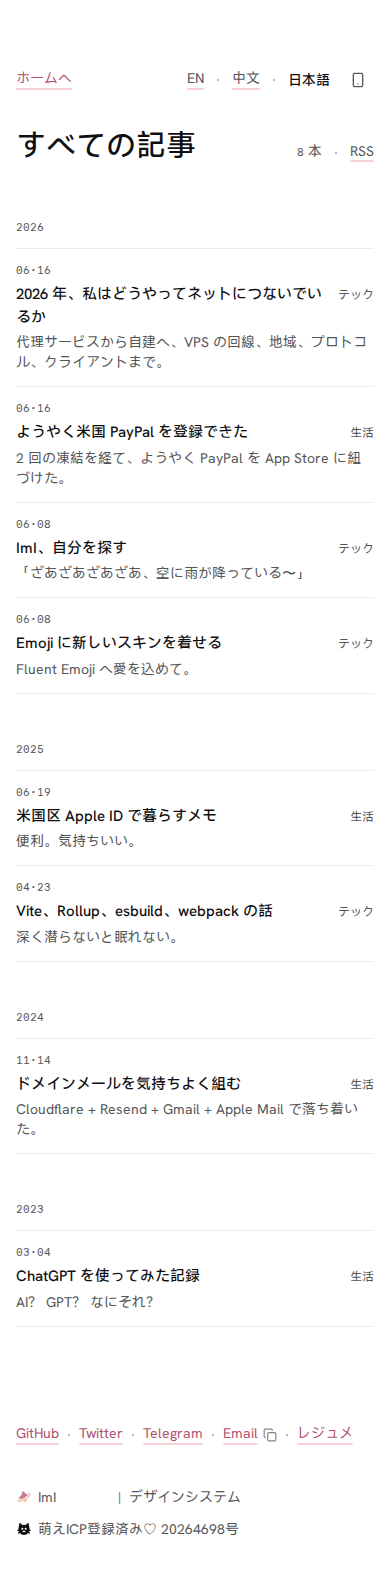 ホームへ EN · 中文 · 日本語
すべての記事 8 本 · RSS
2026
06·16
2026 年、私はどうやってネットにつないでい テック
るか
代理サービスから自建へ、VPS の回線、地域、プロトコ
ル、クライアントまで。
06·16
ようやく米国 PayPal を登録できた 生活
2 回の凍結を経て、ようやく PayPal を App Store に紐
づけた。
06·08
Iml、自分を探す テック
「ざあざあざあざあ、空に雨が降っている〜」
06·08
Emoji に新しいスキンを着せる テック
Fluent Emoji へ愛を込めて。
2025
06·19
米国区 Apple ID で暮らすメモ 生活
便利。気持ちいい。
04·23
Vite、Rollup、esbuild、webpack の話 テック
深く潜らないと眠れない。
2024
11·14
ドメインメールを気持ちよく組む 生活
Cloudflare + Resend + Gmail + Apple Mail で落ち着い
た。
2023
03·04
ChatGPT を使ってみた記録 生活
AI? GPT? なにそれ?
GitHub · Twitter · Telegram · Email · レジュメ
Iml | デザインシステム
萌えICP登録済み♡ 20264698号